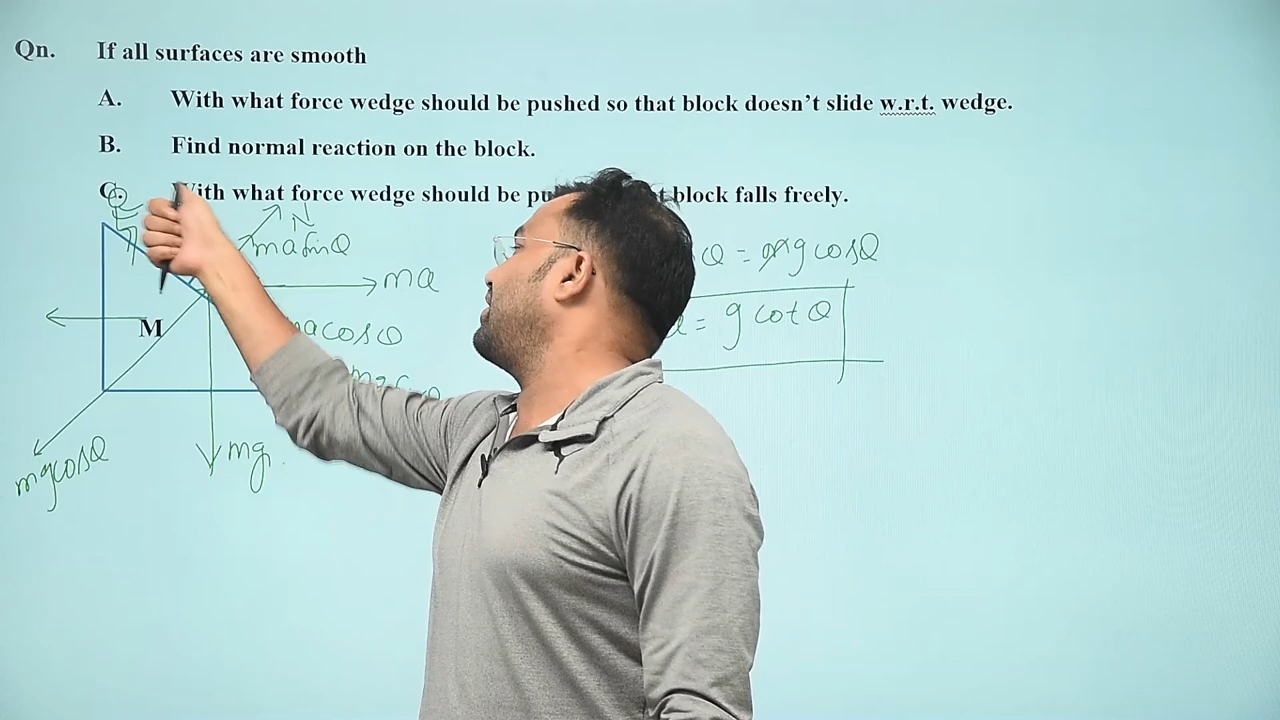 Qn. If all surfaces are smooth
A. With what force wedge should be pushed so that block doesn't slide w.r.t. wedge.
B. Find normal reaction on the block.
C. With what force wedge should be pu t block falls freely.
N
ma sinθ
θ = mg cosθ
ma
M
macosθ
= g cotθ
mgcosθ
mg